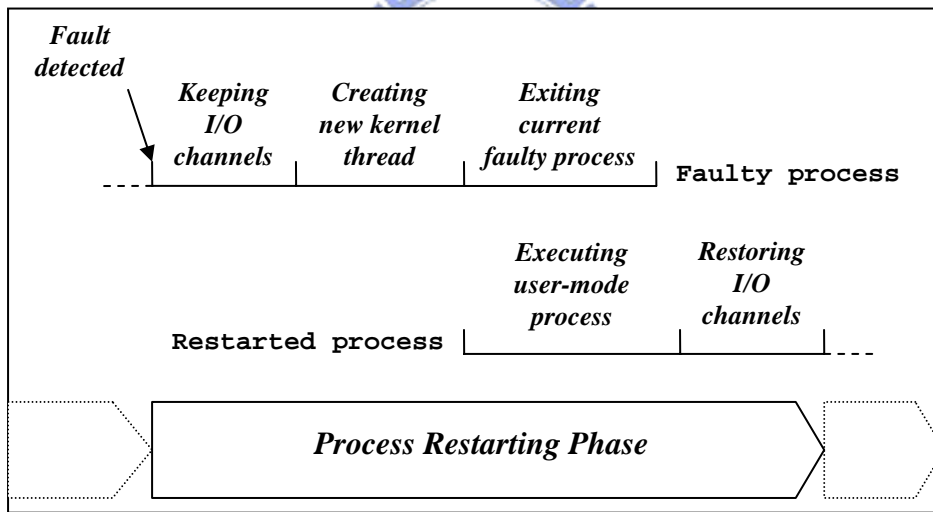 Fault
detected
Keeping
I/O
channels
Creating
new kernel
thread
Exiting
current
faulty process
Faulty process
Executing
user-mode
process
Restoring
I/O
channels
Restarted process
Process Restarting Phase